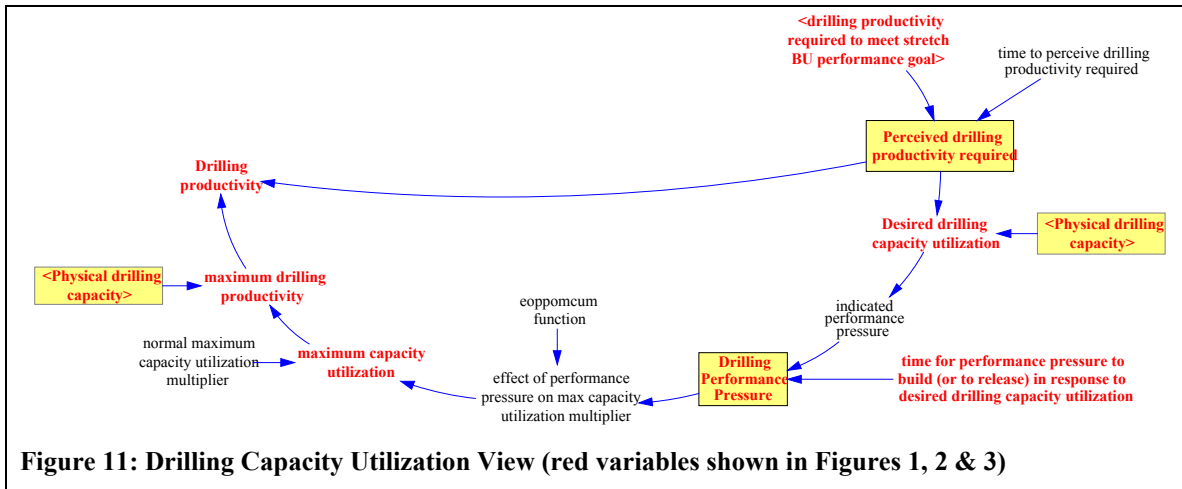 <drilling productivity
required to meet stretch
BU performance goal>
time to perceive drilling
productivity required
Perceived drilling
productivity required
Drilling
productivity
Desired drilling
capacity utilization
<Physical drilling
capacity>
<Physical drilling
capacity>
maximum drilling
productivity
indicated
performance
pressure
eoppomcum
function
normal maximum
capacity utilization
multiplier
maximum capacity
utilization
effect of performance
pressure on max capacity
utilization multiplier
Drilling
Performance
Pressure
time for performance pressure to
build (or to release) in response to
desired drilling capacity utilization
Figure 11: Drilling Capacity Utilization View (red variables shown in Figures 1, 2 & 3)